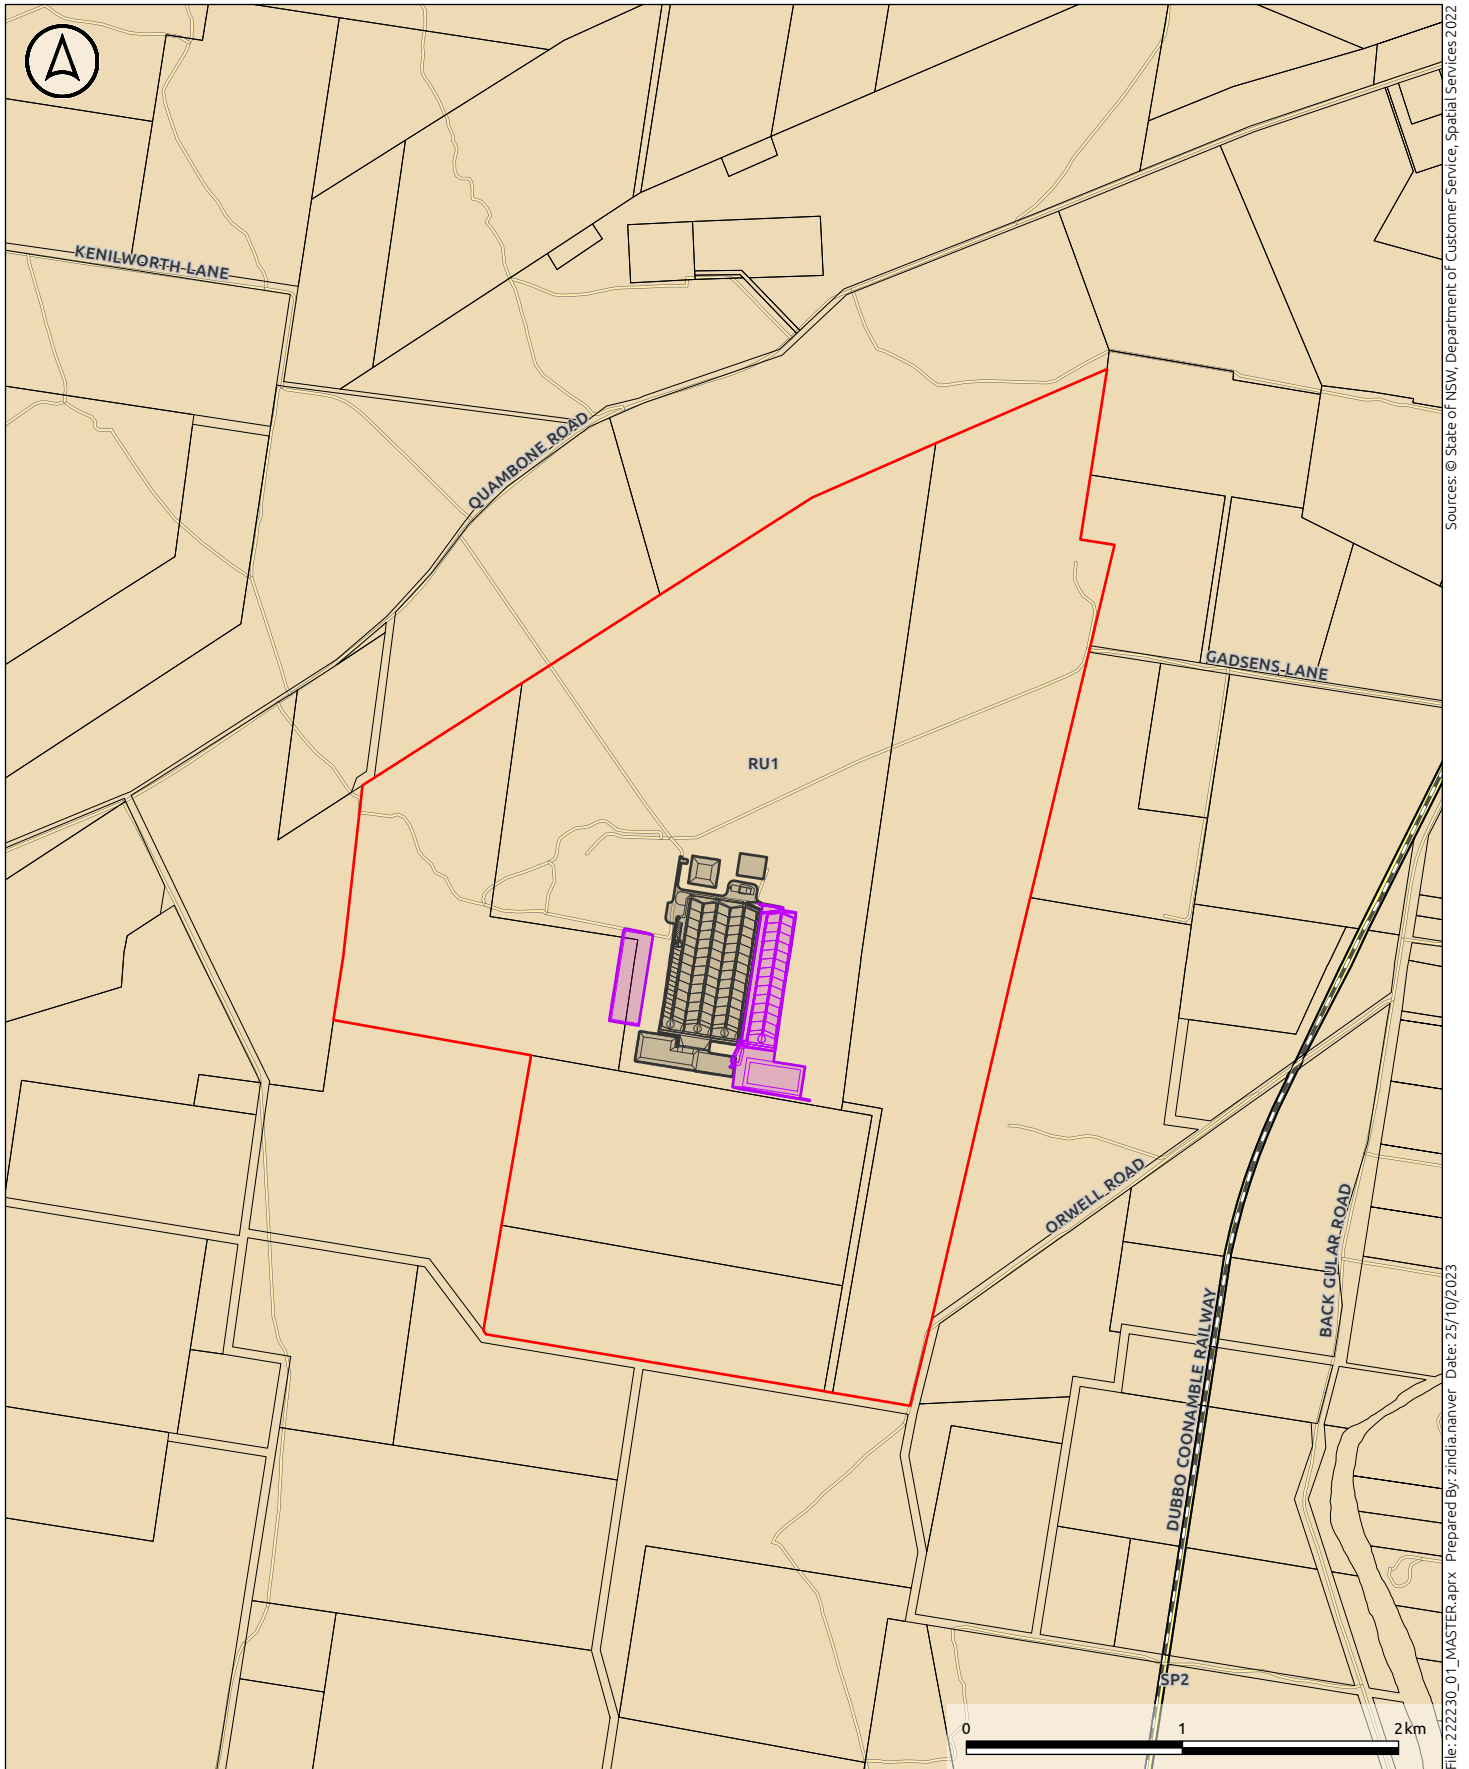 KENILWORTH LANE
QUAMBONE ROAD
GADSENS LANE
RU1
ORWELL ROAD
BACK GULAR ROAD
DUBBO COONAMBLE RAILWAY
SP2
0 1 2km
Sources: © State of NSW, Department of Customer Service, Spatial Services 2022
File: 222230_01_MASTER.aprx Prepared By: zindia.nanver Date: 25/10/2023